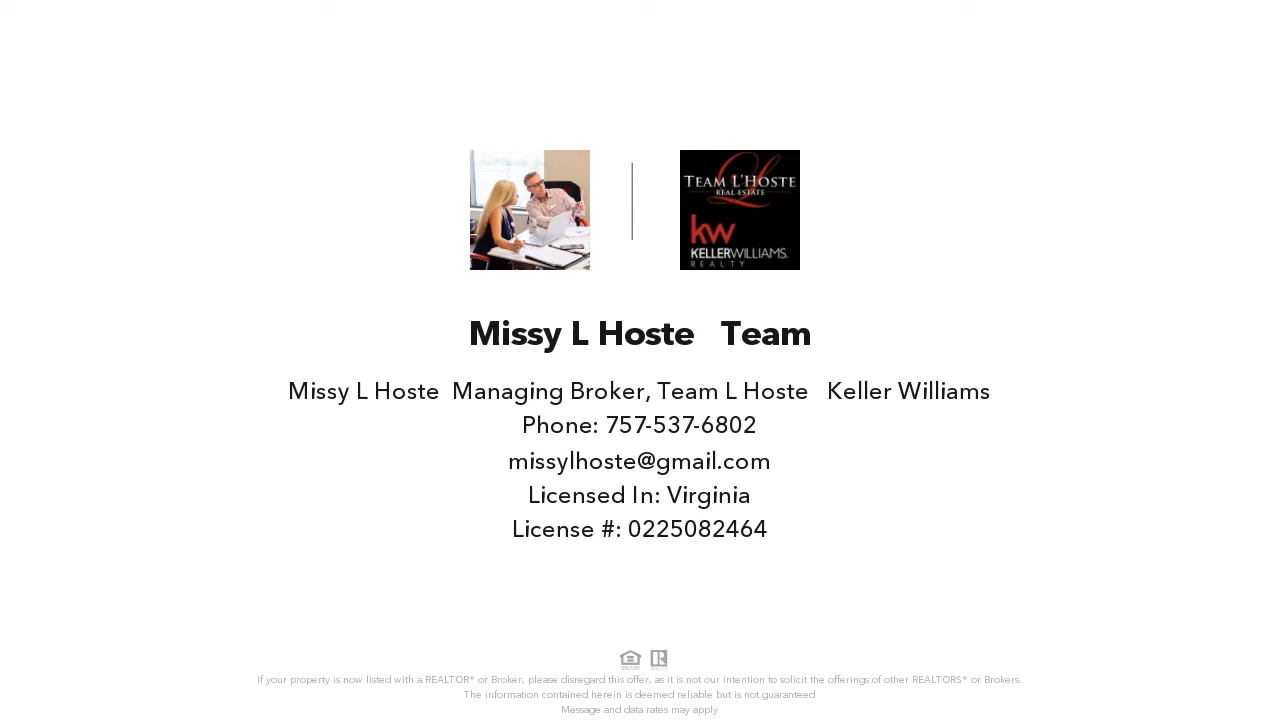 TEAM L'HOSTE
REAL ESTATE
kw
KELLERWILLIAMS.
REALTY
Missy L Hoste Team
Missy L Hoste Managing Broker, Team L Hoste Keller Williams
Phone: 757-537-6802
missylhoste@gmail.com
Licensed In: Virginia
License #: 0225082464
If your property is now listed with a REALTOR® or Broker, please disregard this offer, as it is not our intention to solicit the offerings of other REALTORS® or Brokers.
The information contained herein is deemed reliable but is not guaranteed
Message and data rates may apply